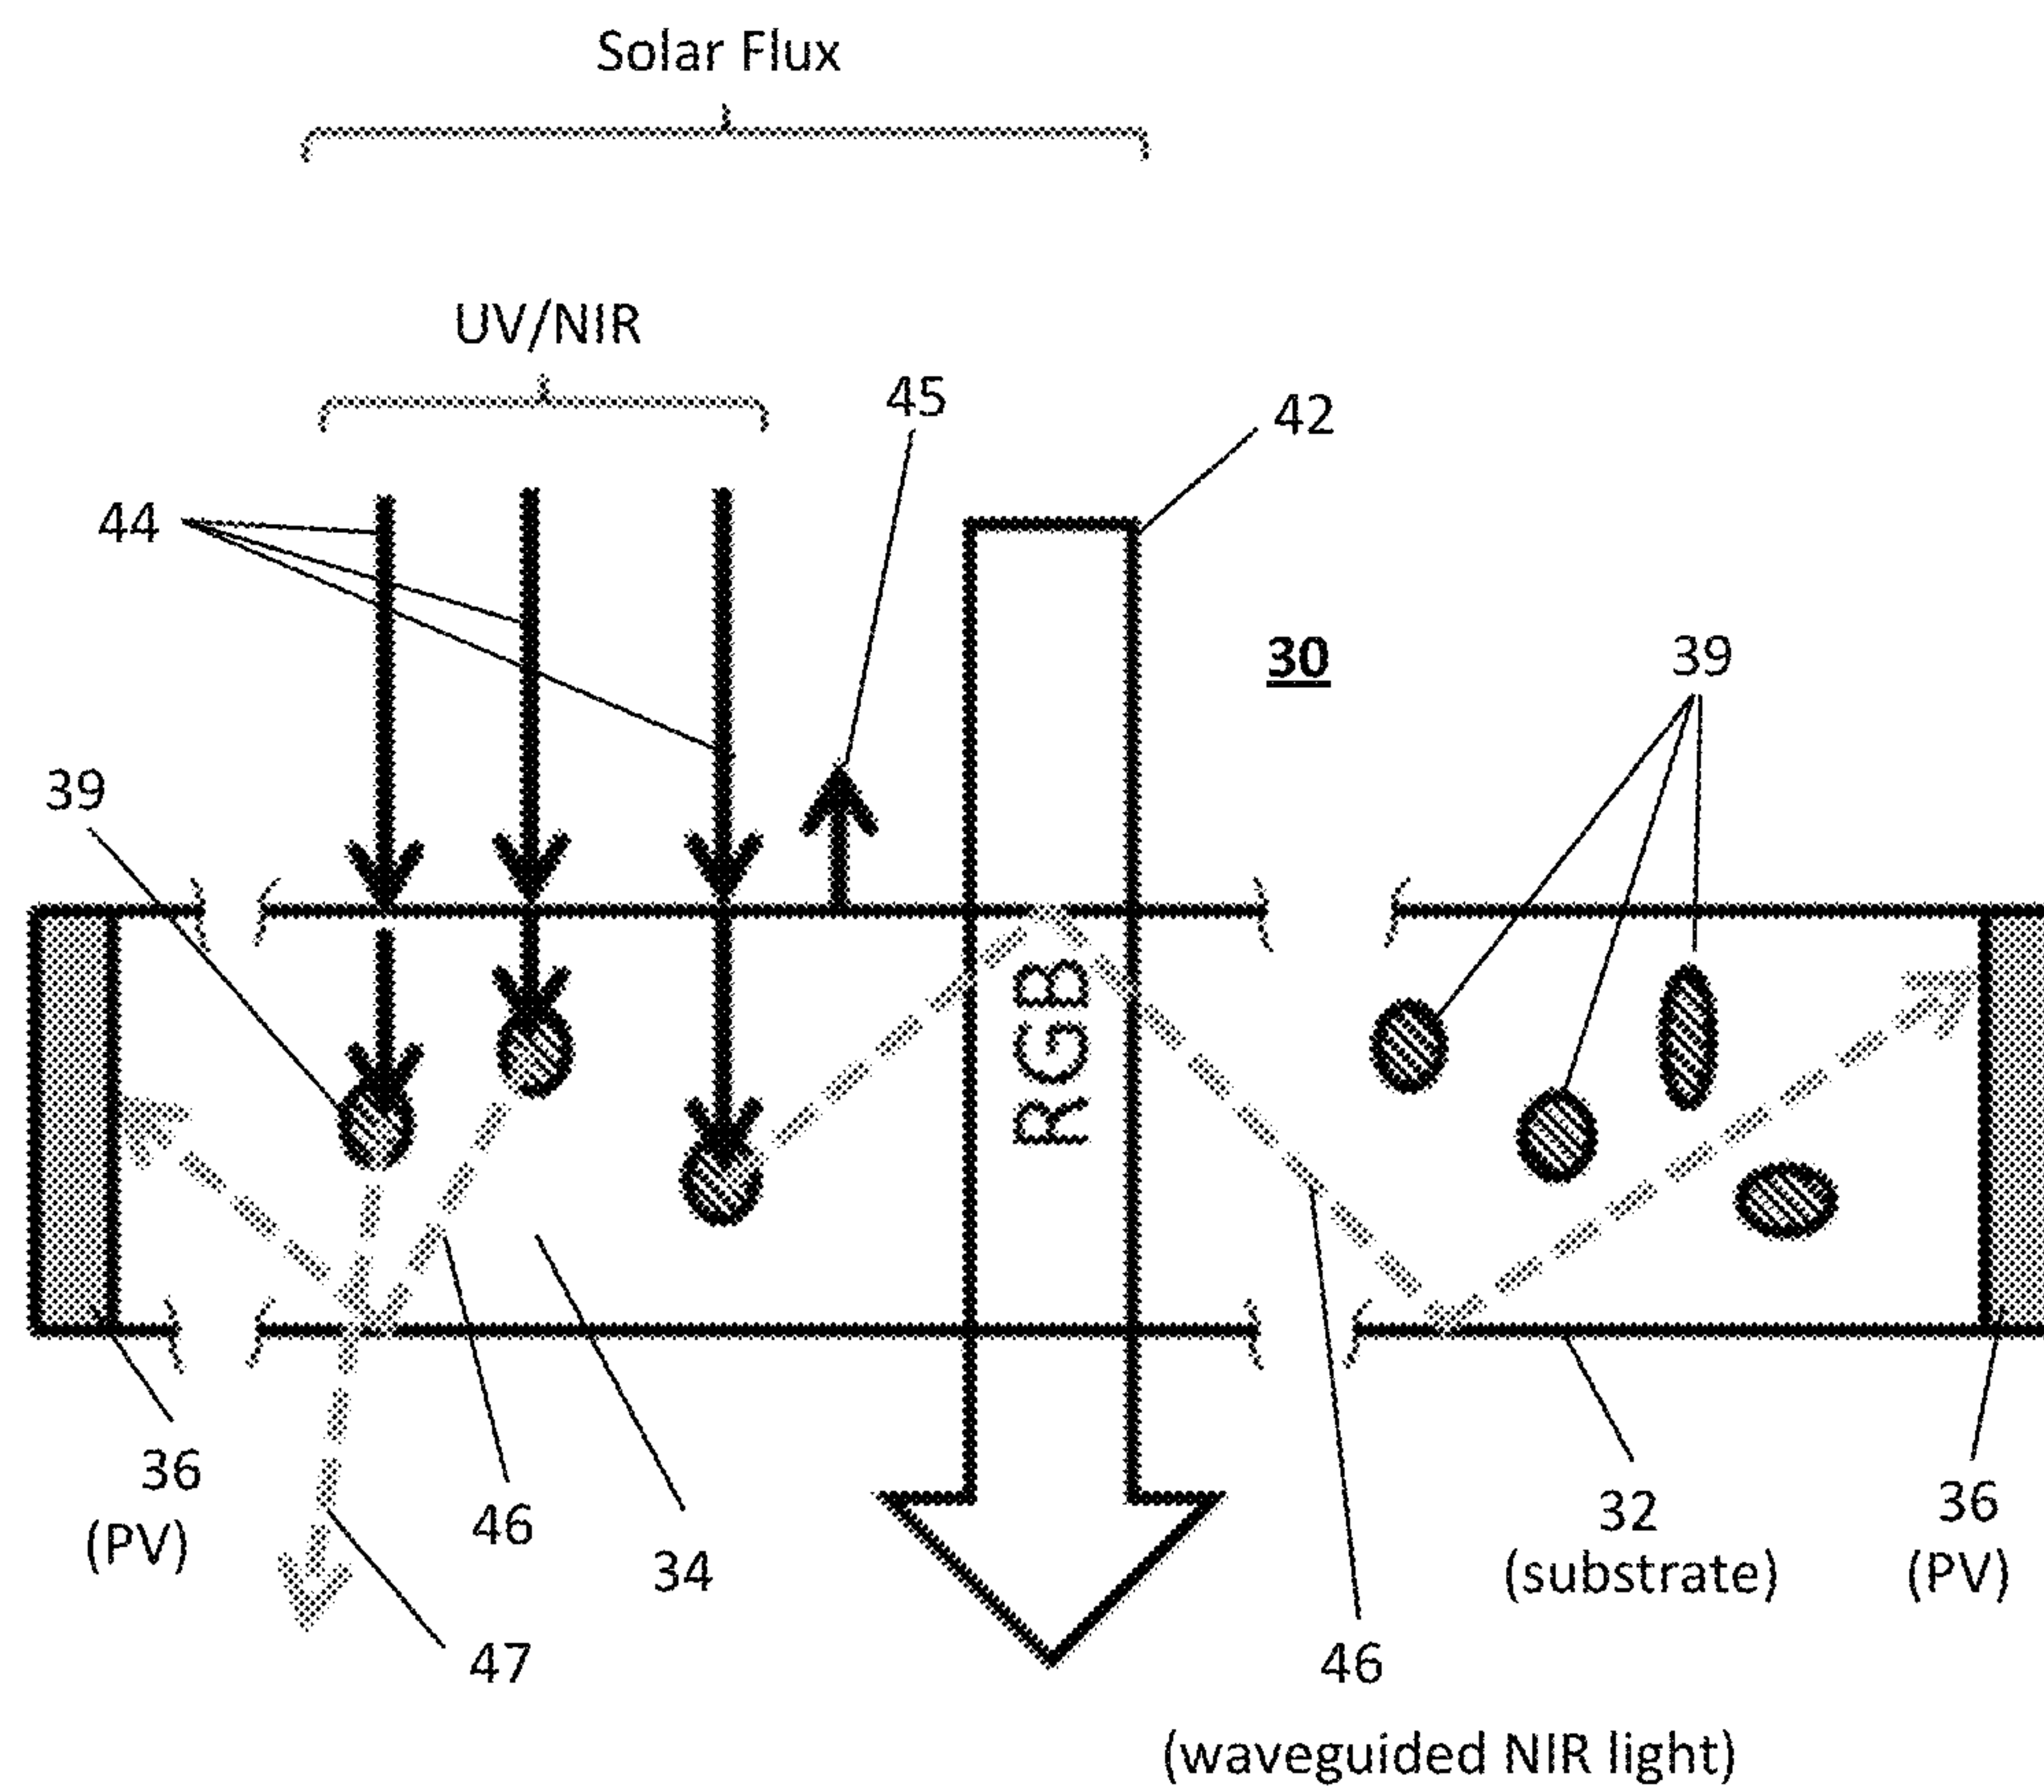 Solar Flux
UV/NIR
45
42
44
30
39
39
RGB
36
(PV)
46
34
32
(substrate)
36
(PV)
47
46
(waveguided NIR light)